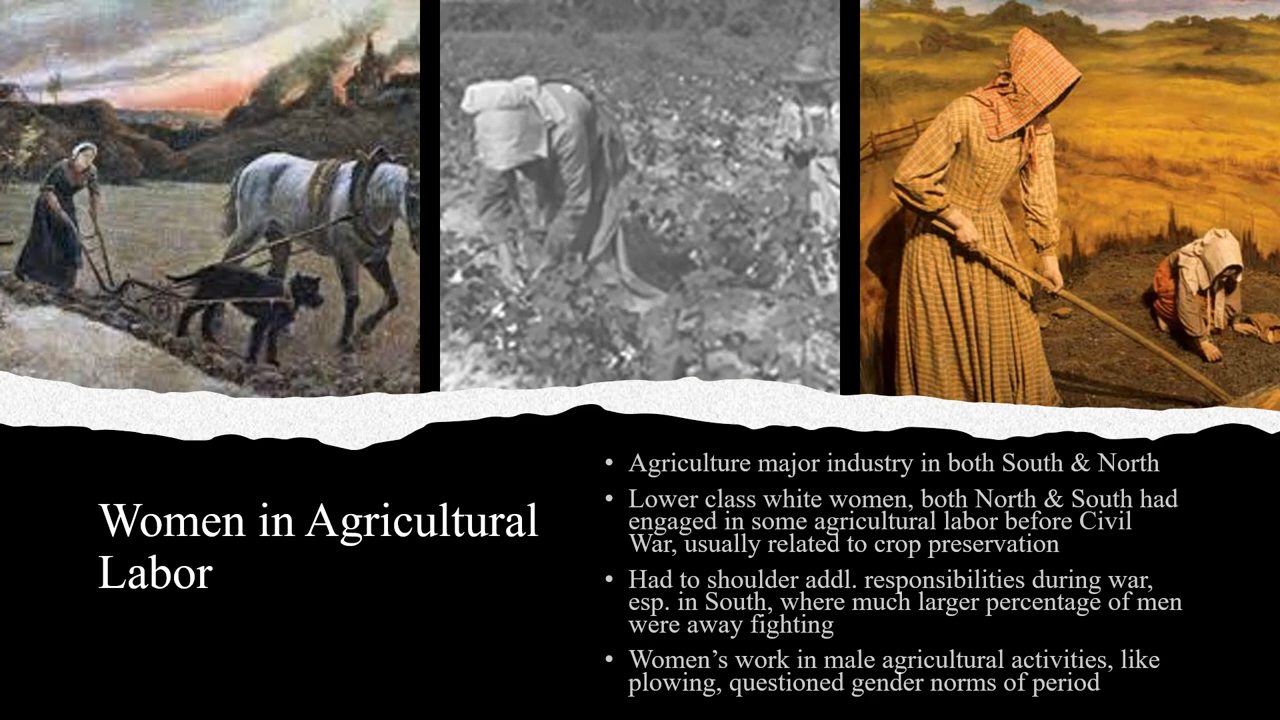 Women in Agricultural
Labor
• Agriculture major industry in both South & North
• Lower class white women, both North & South had
engaged in some agricultural labor before Civil
War, usually related to crop preservation
• Had to shoulder addl. responsibilities during war,
esp. in South, where much larger percentage of men
were away fighting
• Women’s work in male agricultural activities, like
plowing, questioned gender norms of period